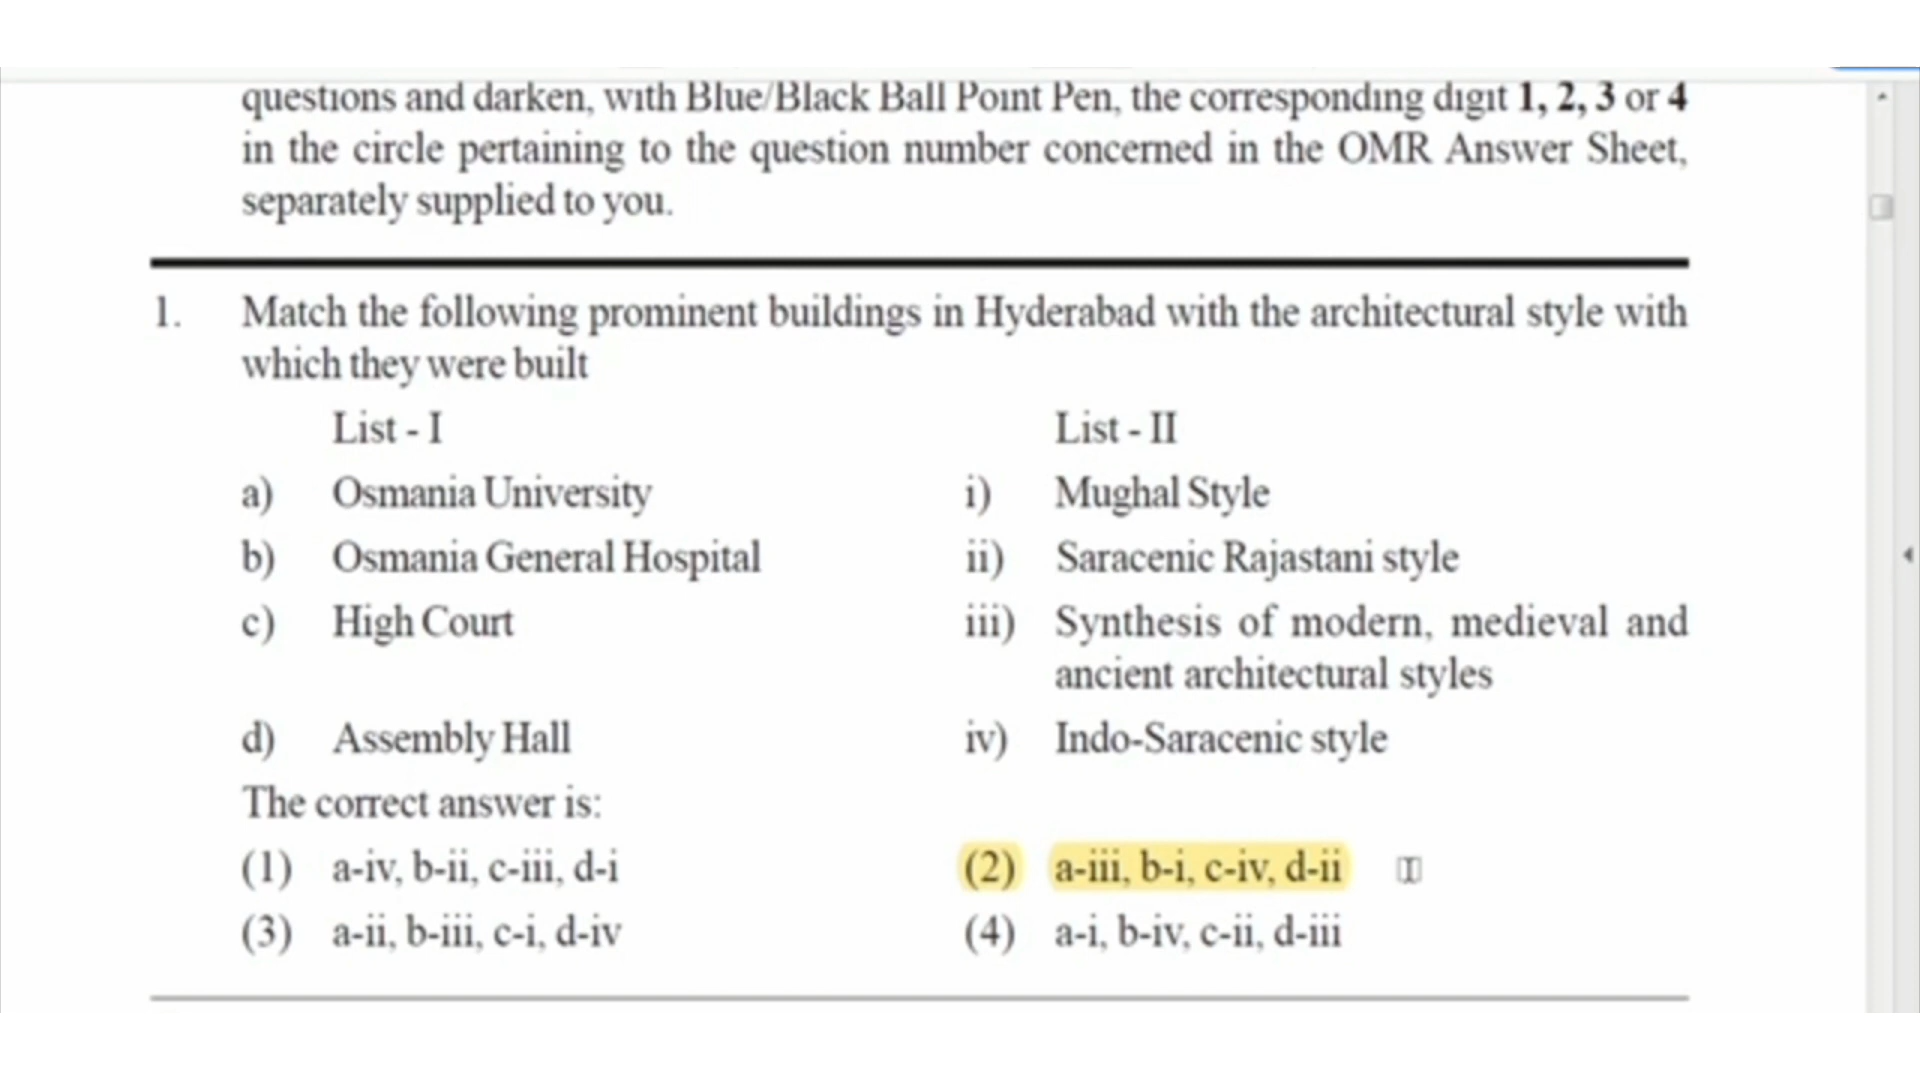 questions and darken, with Blue/Black Ball Point Pen, the corresponding digit 1, 2, 3 or 4
in the circle pertaining to the question number concerned in the OMR Answer Sheet,
separately supplied to you.
1. Match the following prominent buildings in Hyderabad with the architectural style with
which they were built
List - I List - II
a) Osmania University i) Mughal Style
b) Osmania General Hospital ii) Saracenic Rajastani style
c) High Court iii) Synthesis of modern, medieval and
ancient architectural styles
d) Assembly Hall iv) Indo-Saracenic style
The correct answer is:
(1) a-iv, b-ii, c-iii, d-i (2) a-iii, b-i, c-iv, d-ii
(3) a-ii, b-iii, c-i, d-iv (4) a-i, b-iv, c-ii, d-iii